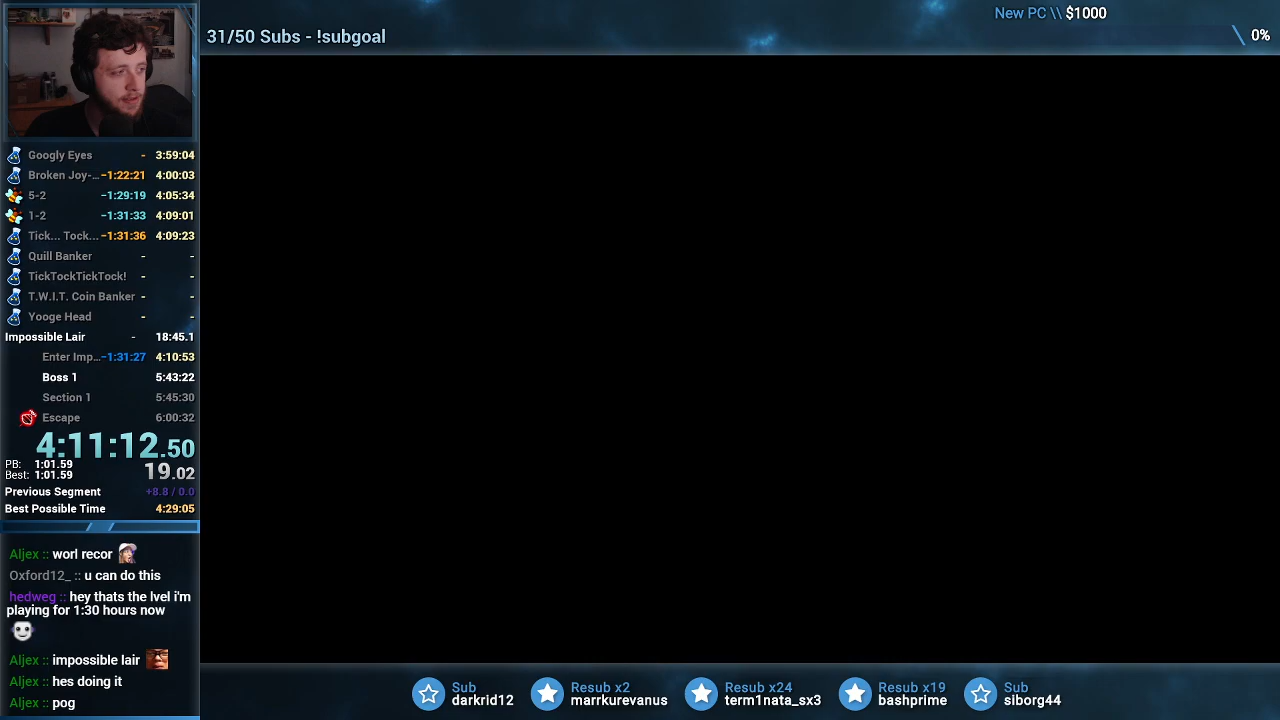 New PC \\ $1000
31/50 Subs - !subgoal
0%
Googly Eyes - 3:59:04
Broken Joy-... −1:22:21 4:00:03
5-2 −1:29:19 4:05:34
1-2 −1:31:33 4:09:01
Tick... Tock... −1:31:36 4:09:23
Quill Banker - -
TickTockTickTock! - -
T.W.I.T. Coin Banker - -
Yooge Head - -
Impossible Lair - 18:45.1
Enter Imp... −1:31:27 4:10:53
Boss 1 5:43:22
Section 1 5:45:30
Escape 6:00:32
4:11:12.50
PB: 1:01.59
Best: 1:01.59
19.02
Previous Segment +8.8 / 0.0
Best Possible Time 4:29:05
Aljex :: worl recor
Oxford12_ :: u can do this
hedweg :: hey thats the lvel i'm
playing for 1:30 hours now
Aljex :: impossible lair
Aljex :: hes doing it
Aljex :: pog
Sub
darkrid12
Resub x2
marrkurevanus
Resub x24
term1nata_sx3
Resub x19
bashprime
Sub
siborg44